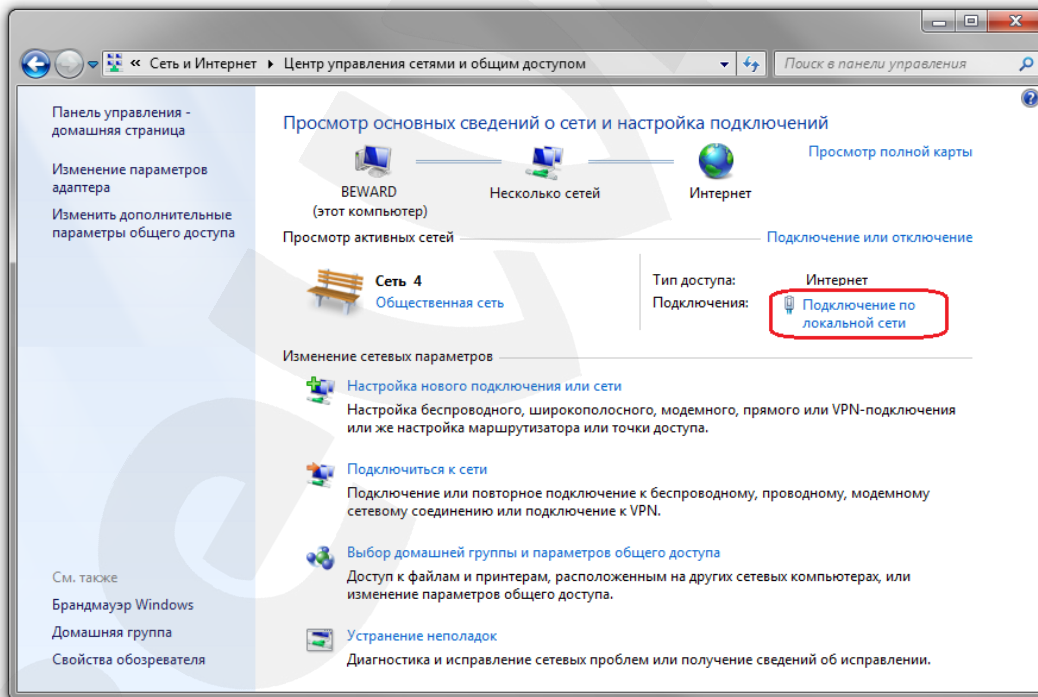 « Сеть и Интернет ▸ Центр управления сетями и общим доступом
Поиск в панели управления
Панель управления -
домашняя страница
Изменение параметров
адаптера
Изменить дополнительные
параметры общего доступа
См. также
Брандмауэр Windows
Домашняя группа
Свойства обозревателя
Просмотр основных сведений о сети и настройка подключений
Просмотр полной карты
BEWARD
(этот компьютер)
Несколько сетей
Интернет
Просмотр активных сетей
Подключение или отключение
Сеть 4
Общественная сеть
Тип доступа: Интернет
Подключения: Подключение по
локальной сети
Изменение сетевых параметров
Настройка нового подключения или сети
Настройка беспроводного, широкополосного, модемного, прямого или VPN-подключения
или же настройка маршрутизатора или точки доступа.
Подключиться к сети
Подключение или повторное подключение к беспроводному, проводному, модемному
сетевому соединению или подключение к VPN.
Выбор домашней группы и параметров общего доступа
Доступ к файлам и принтерам, расположенным на других сетевых компьютерах, или
изменение параметров общего доступа.
Устранение неполадок
Диагностика и исправление сетевых проблем или получение сведений об исправлении.